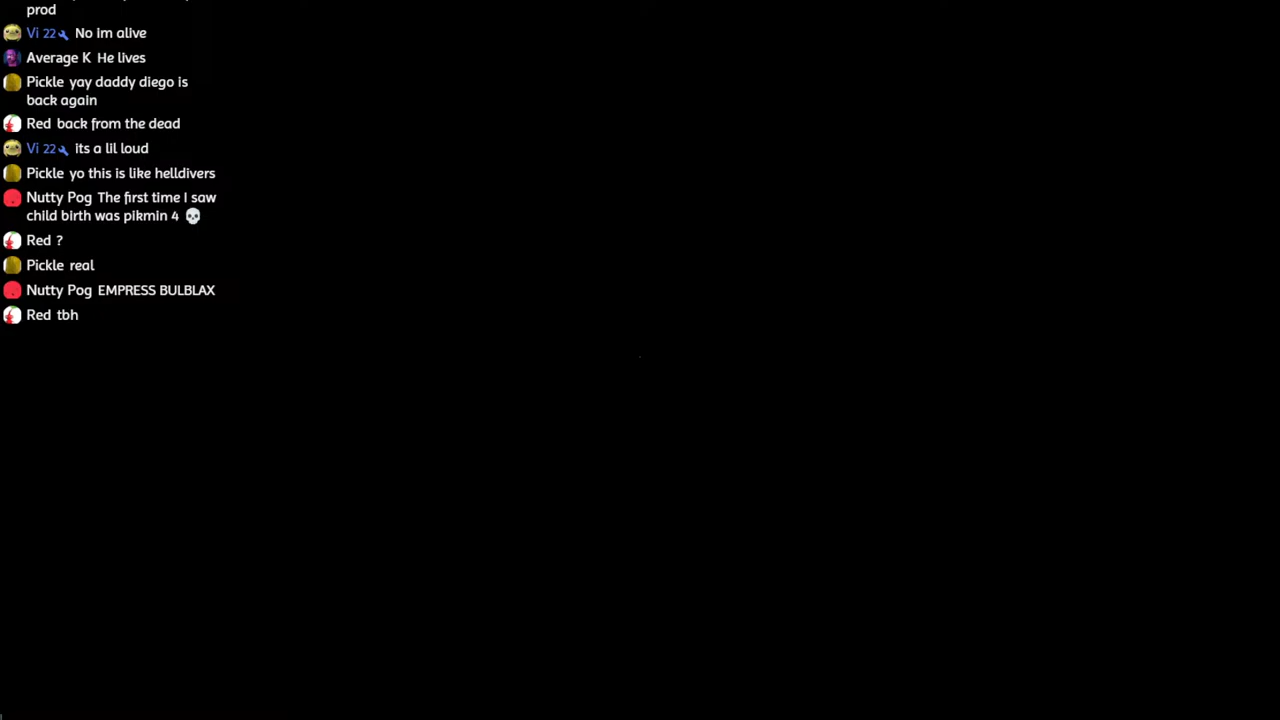 prod
Vi 22 No im alive
Average K He lives
Pickle yay daddy diego is
back again
Red back from the dead
Vi 22 its a lil loud
Pickle yo this is like helldivers
Nutty Pog The first time I saw
child birth was pikmin 4 💀
Red ?
Pickle real
Nutty Pog EMPRESS BULBLAX
Red tbh